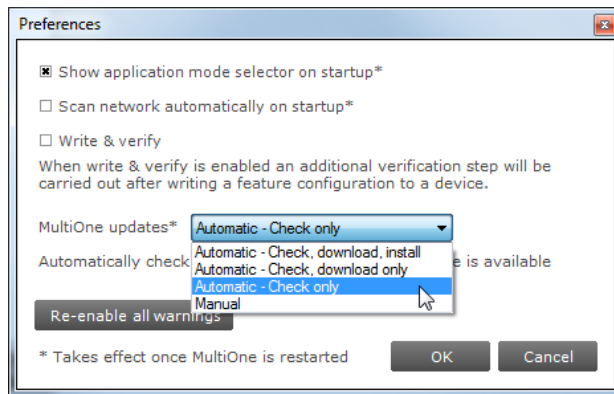 Preferences
Show application mode selector on startup*
Scan network automatically on startup*
Write & verify
When write & verify is enabled an additional verification step will be
carried out after writing a feature configuration to a device.
MultiOne updates* Automatic - Check only
Automatic - Check, download, install
Automatic - Check, download only
Automatically check e is available
Automatic - Check only
Manual
Re-enable all warnings
* Takes effect once MultiOne is restarted OK Cancel